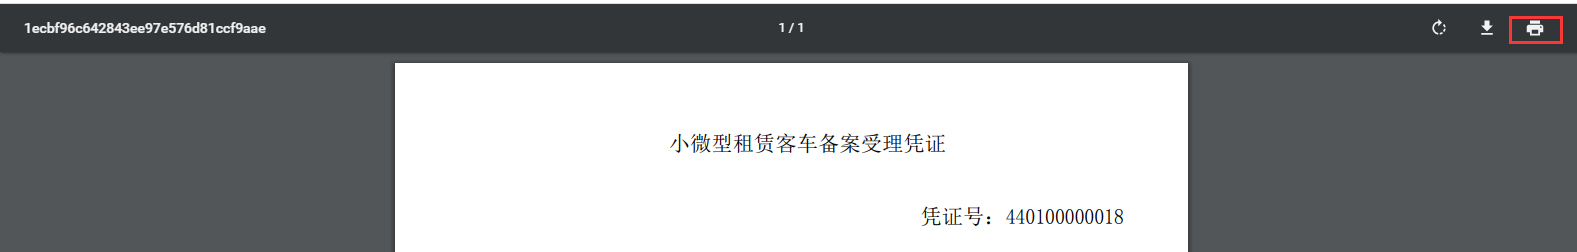 1ecbf96c642843ee97e576d81ccf9aae 1 / 1
小微型租赁客车备案受理凭证
凭证号：440100000018